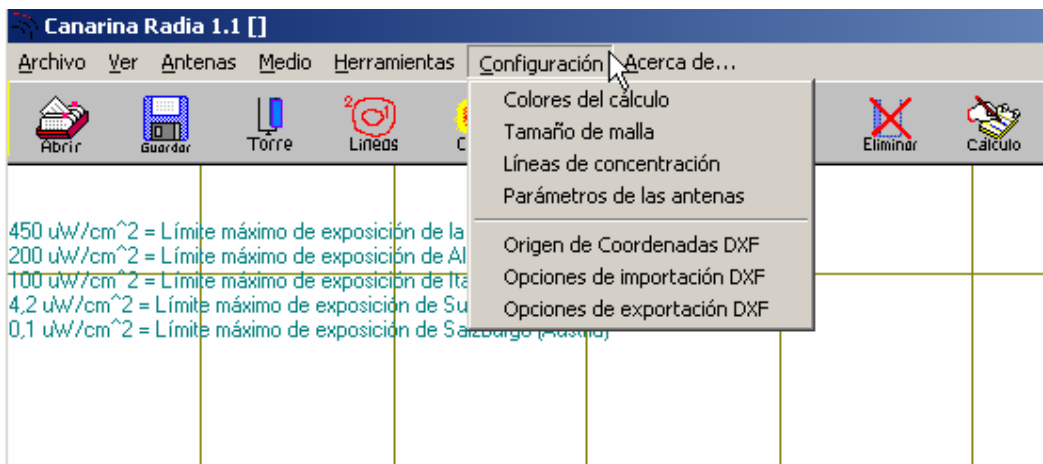 Canarina Radia 1.1 []
Archivo Ver Antenas Medio Herramientas Configuración Acerca de...
Abrir Guardar Torre Lineas C Eliminar Calculo
Colores del cálculo
Tamaño de malla
Líneas de concentración
Parámetros de las antenas
Origen de Coordenadas DXF
Opciones de importación DXF
Opciones de exportación DXF
450 uW/cm^2 = Límite máximo de exposición de la
200 uW/cm^2 = Límite máximo de exposición de Al
100 uW/cm^2 = Límite máximo de exposición de Ita
4,2 uW/cm^2 = Límite máximo de exposición de Su
0,1 uW/cm^2 = Límite máximo de exposición de Salzburgo (Austria)